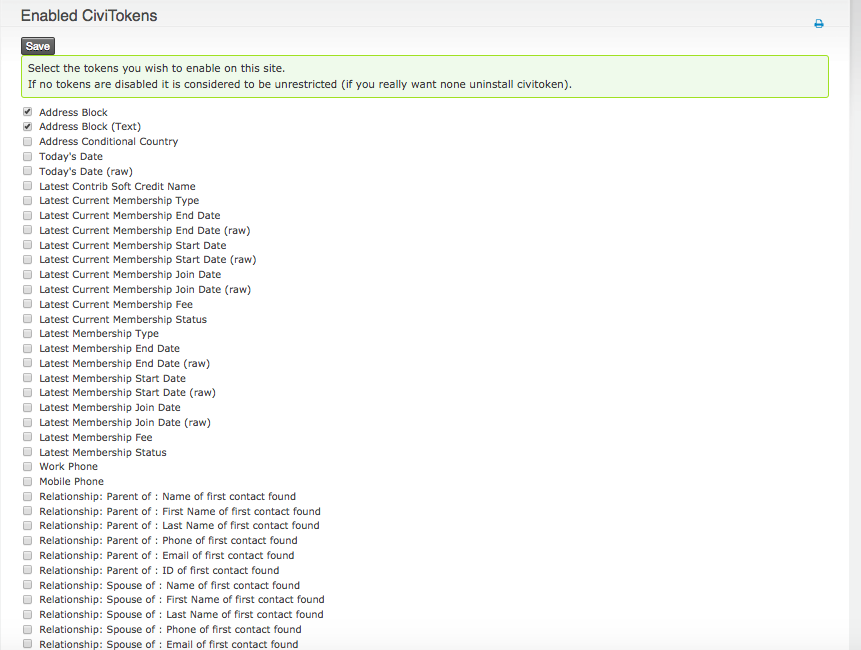 Enabled CiviTokens
Save
Select the tokens you wish to enable on this site.
If no tokens are disabled it is considered to be unrestricted (if you really want none uninstall civitoken).
Address Block
Address Block (Text)
Address Conditional Country
Today's Date
Today's Date (raw)
Latest Contrib Soft Credit Name
Latest Current Membership Type
Latest Current Membership End Date
Latest Current Membership End Date (raw)
Latest Current Membership Start Date
Latest Current Membership Start Date (raw)
Latest Current Membership Join Date
Latest Current Membership Join Date (raw)
Latest Current Membership Fee
Latest Current Membership Status
Latest Membership Type
Latest Membership End Date
Latest Membership End Date (raw)
Latest Membership Start Date
Latest Membership Start Date (raw)
Latest Membership Join Date
Latest Membership Join Date (raw)
Latest Membership Fee
Latest Membership Status
Work Phone
Mobile Phone
Relationship: Parent of : Name of first contact found
Relationship: Parent of : First Name of first contact found
Relationship: Parent of : Last Name of first contact found
Relationship: Parent of : Phone of first contact found
Relationship: Parent of : Email of first contact found
Relationship: Parent of : ID of first contact found
Relationship: Spouse of : Name of first contact found
Relationship: Spouse of : First Name of first contact found
Relationship: Spouse of : Last Name of first contact found
Relationship: Spouse of : Phone of first contact found
Relationship: Spouse of : Email of first contact found